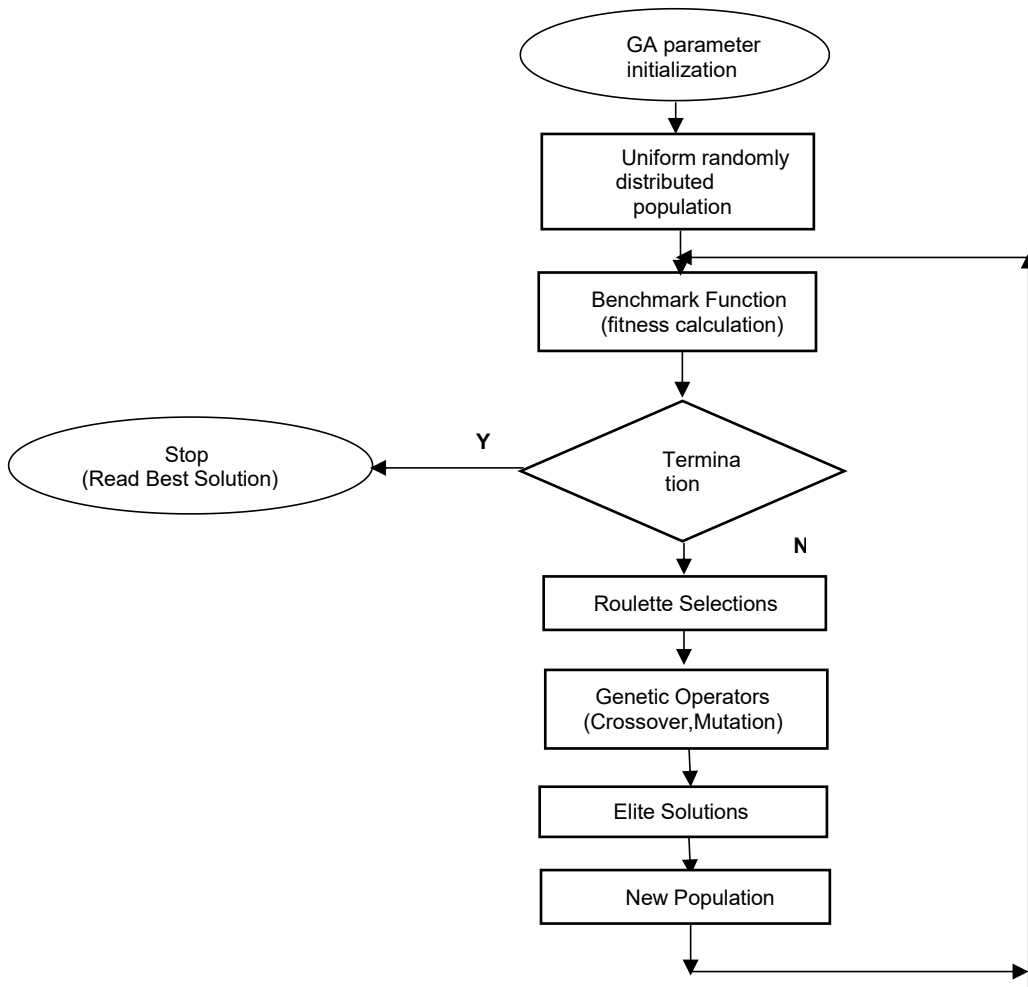 GA parameter
initialization
Uniform randomly
distributed
population
Benchmark Function
(fitness calculation)
Termina
tion
Y
Stop
(Read Best Solution)
N
Roulette Selections
Genetic Operators
(Crossover,Mutation)
Elite Solutions
New Population